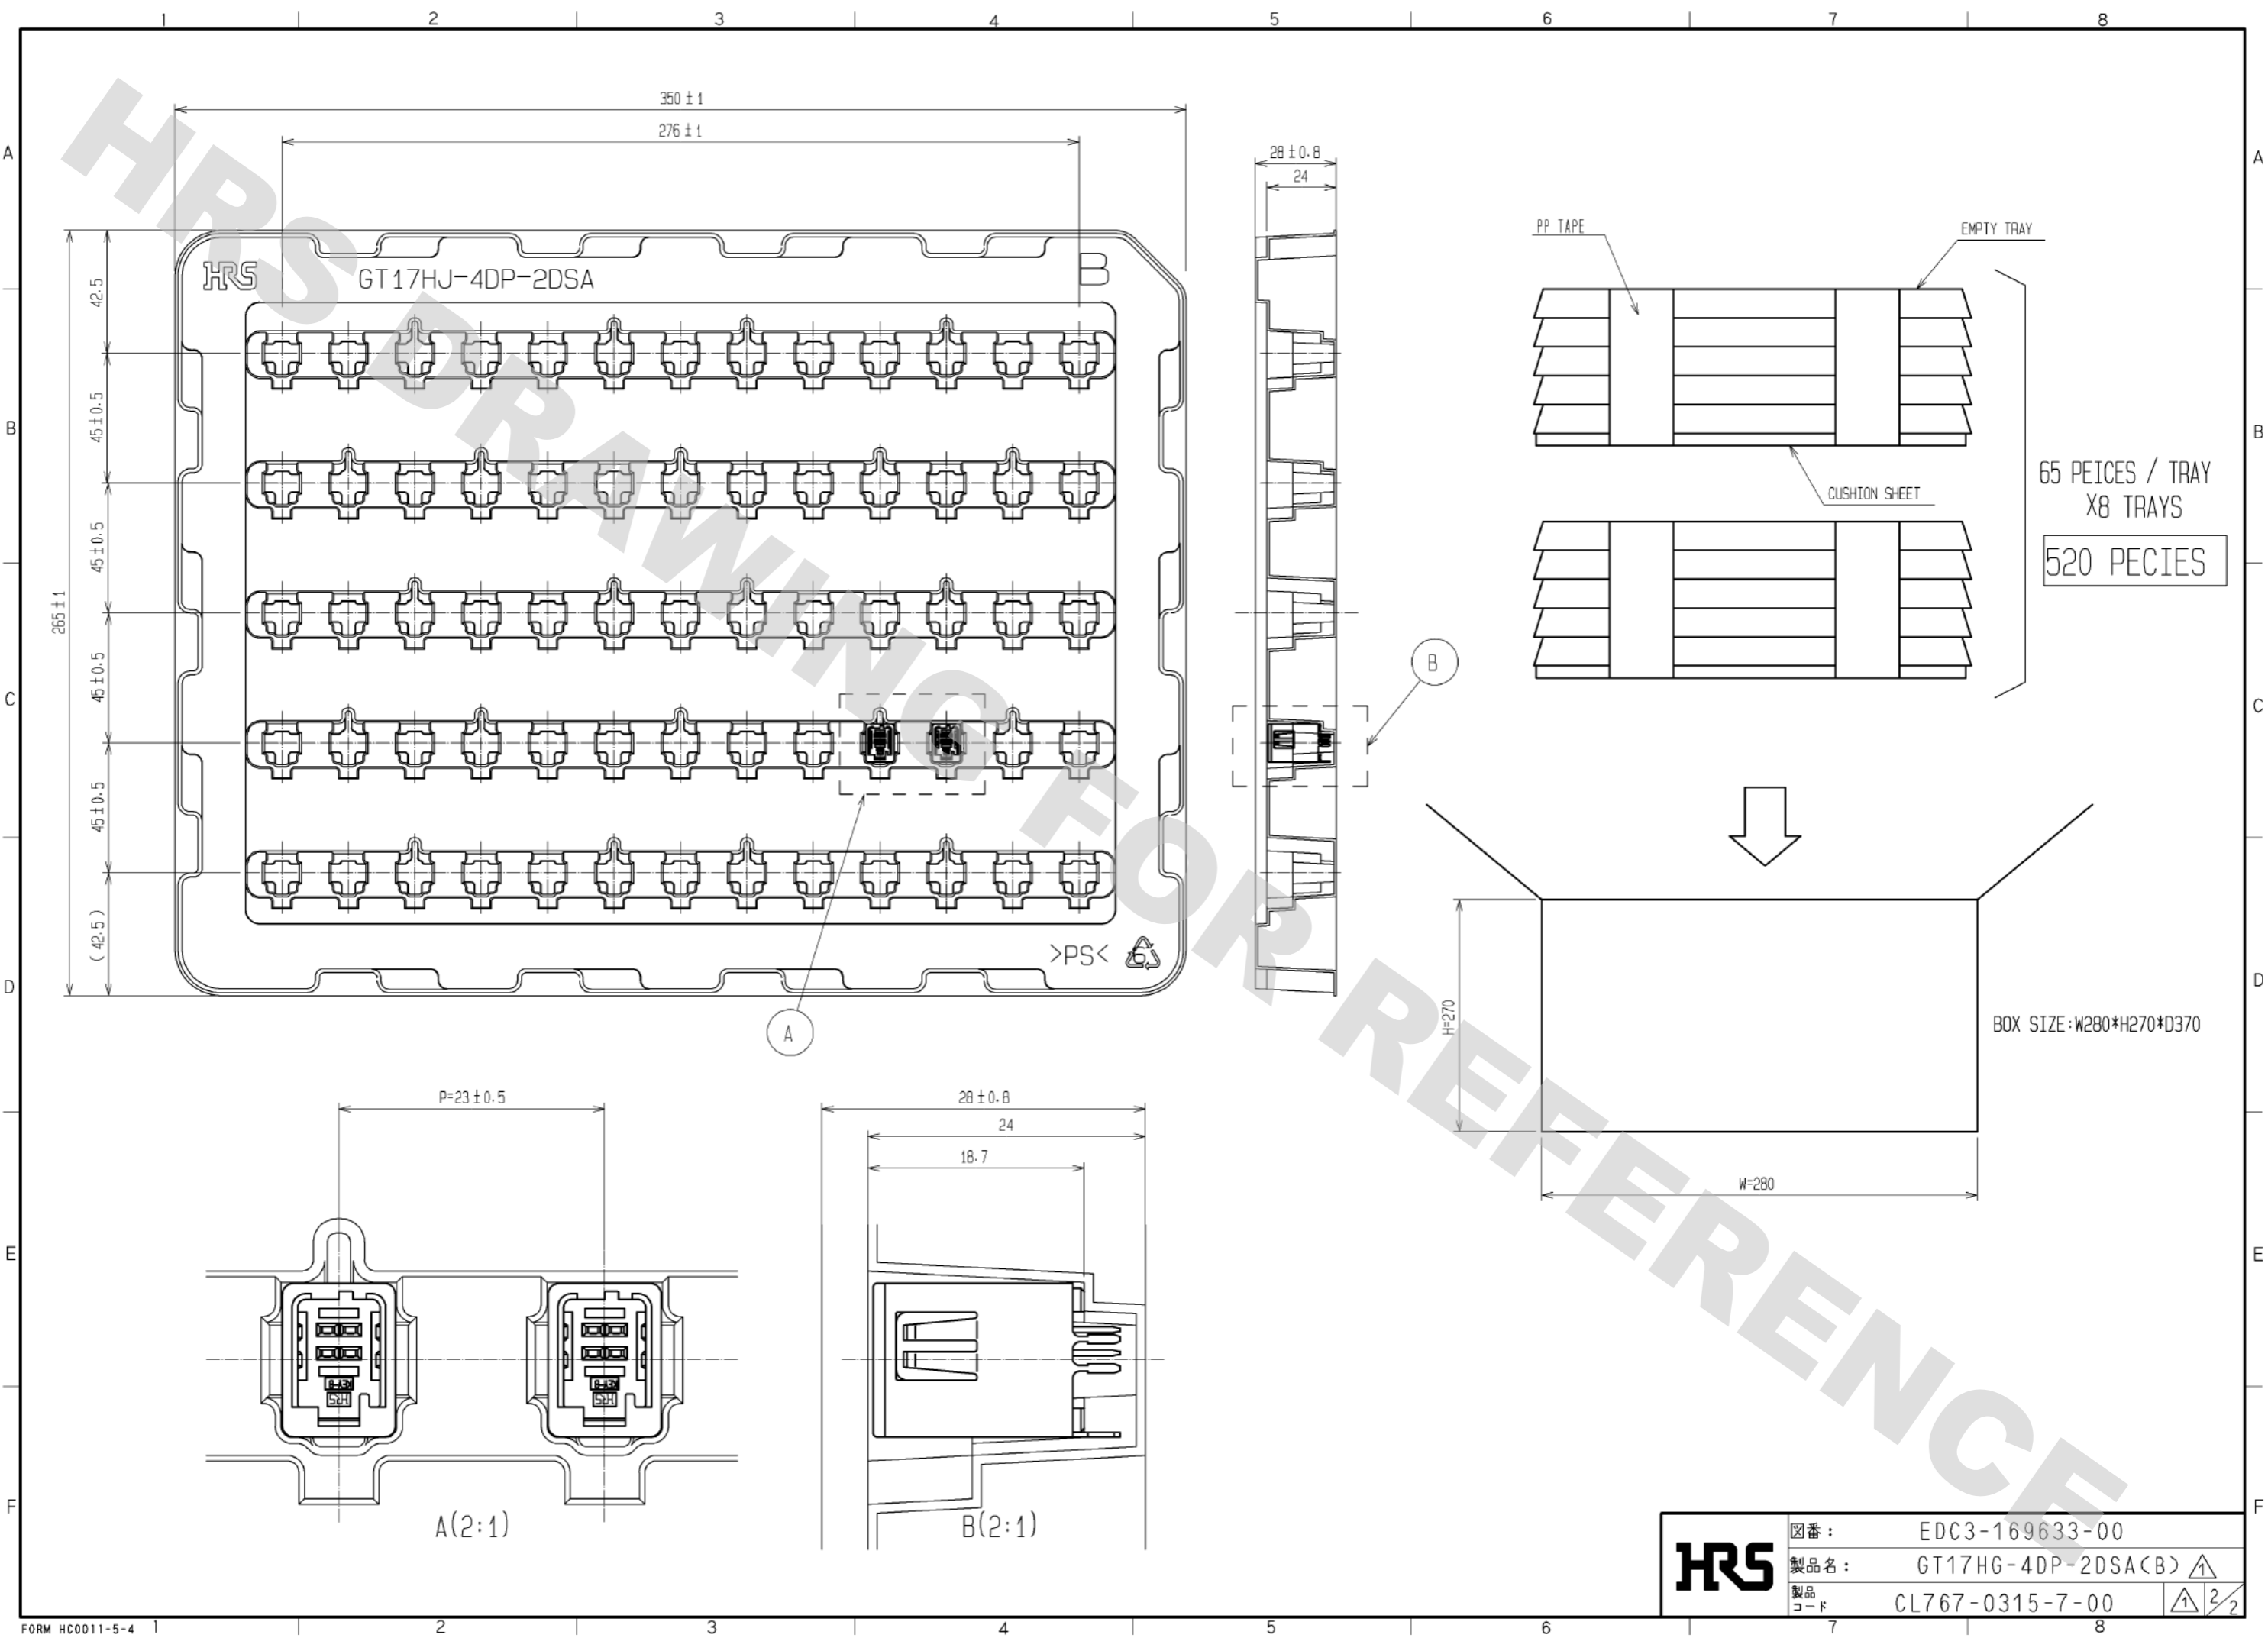 1 2 3 4 5 6 7 8
A A
B B
C C
D D
E E
F F
HRS DRAWING FOR REFERENCE
350±1
276±1
HRS
GT17HJ-4DP-2DSA
B
42.5
45±0.5
45±0.5
45±0.5
45±0.5
(42.5)
265±1
>PS<
6
A
28±0.8
24
B
PP TAPE
EMPTY TRAY
CUSHION SHEET
65 PEICES / TRAY
X8 TRAYS
520 PECIES
H=270
W=280
BOX SIZE:W280*H270*D370
P=23±0.5
KEY-B
HRS
KEY-B
HRS
A(2:1)
28±0.8
24
18.7
B(2:1)
HRS
図番: EDC3-169633-00
製品名: GT17HG-4DP-2DSA(B) 1
製品
コード CL767-0315-7-00 1 2/2
FORM HC0011-5-4
1 2 3 4 5 6 7 8